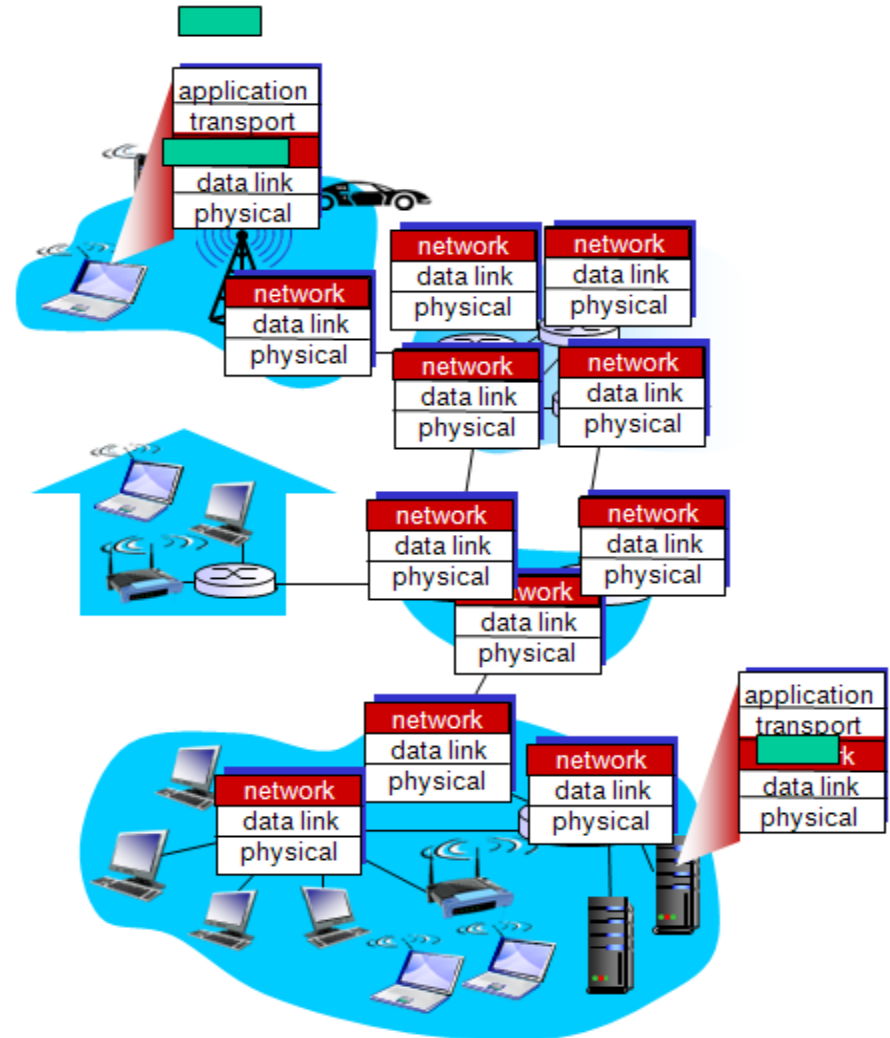 application
transport
data link
physical
network
data link
physical
network
data link
physical
network
data link
physical
network
data link
physical
network
data link
physical
network
data link
physical
network
data link
physical
data link
physical
network
data link
physical
network
data link
physical
network
data link
physical
application
transport
data link
physical